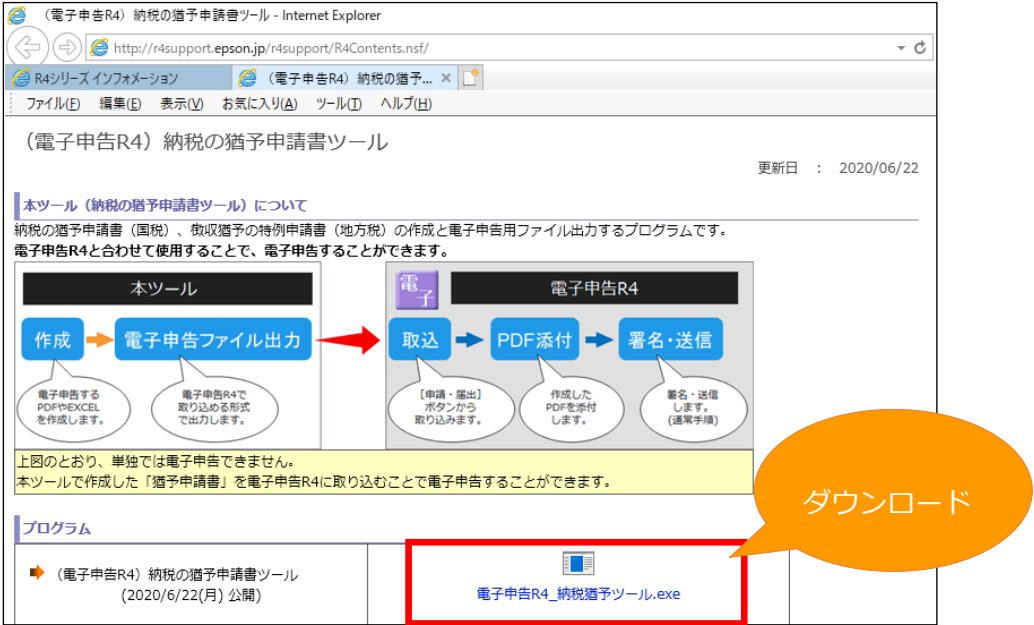 （電子申告R4）納税の猶予申請書ツール - Internet Explorer
http://r4support.epson.jp/r4support/R4Contents.nsf/
R4シリーズ インフォメーション
（電子申告R4）納税の猶予...
ファイル(F) 編集(E) 表示(V) お気に入り(A) ツール(T) ヘルプ(H)
（電子申告R4）納税の猶予申請書ツール
更新日 ： 2020/06/22
本ツール（納税の猶予申請書ツール）について
納税の猶予申請書（国税）、徴収猶予の特例申請書（地方税）の作成と電子申告用ファイル出力するプログラムです。
電子申告R4と合わせて使用することで、電子申告することができます。
本ツール
作成
電子申告ファイル出力
電子申告する
PDFやEXCEL
を作成します。
電子申告R4で
取り込める形式
で出力します。
電子
電子申告R4
取込
PDF添付
署名・送信
［申請・届出］
ボタンから
取り込みます。
作成した
PDFを添付
します。
署名・送信
します。
(通常手順)
上図のとおり、単独では電子申告できません。
本ツールで作成した「猶予申請書」を電子申告R4に取り込むことで電子申告することができます。
ダウンロード
プログラム
（電子申告R4）納税の猶予申請書ツール
(2020/6/22(月) 公開)
電子申告R4_納税猶予ツール.exe